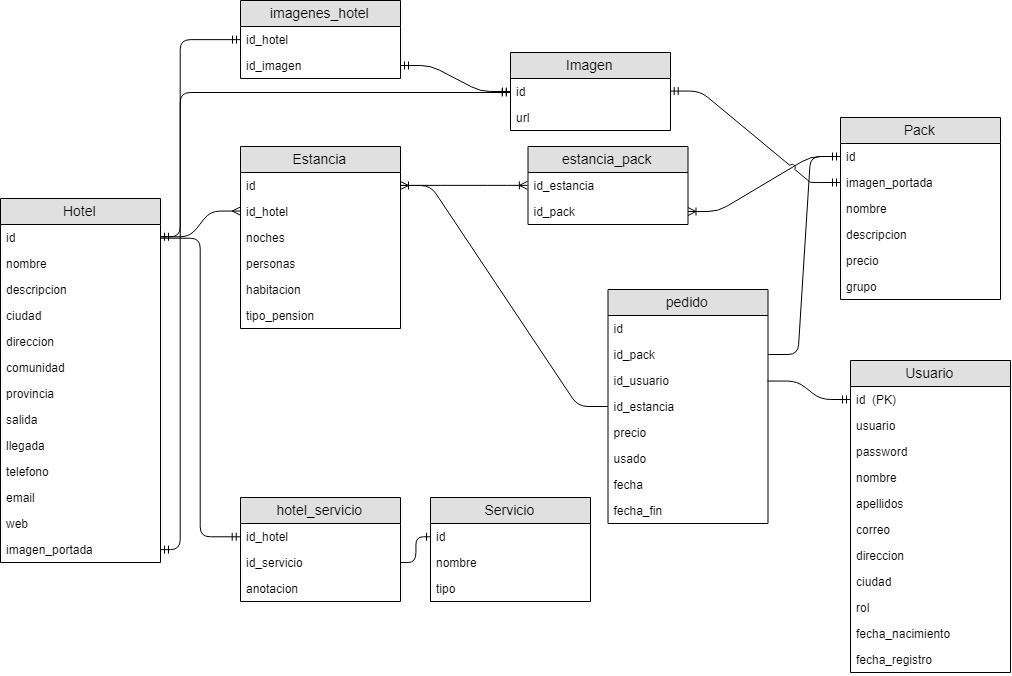 imagenes_hotel
id_hotel
id_imagen
Imagen
id
url
Pack
id
imagen_portada
nombre
descripcion
precio
grupo
Estancia
id
id_hotel
noches
personas
habitacion
tipo_pension
estancia_pack
id_estancia
id_pack
Hotel
id
nombre
descripcion
ciudad
direccion
comunidad
provincia
salida
llegada
telefono
email
web
imagen_portada
pedido
id
id_pack
id_usuario
id_estancia
precio
usado
fecha
fecha_fin
Usuario
id (PK)
usuario
password
nombre
apellidos
correo
direccion
ciudad
rol
fecha_nacimiento
fecha_registro
hotel_servicio
id_hotel
id_servicio
anotacion
Servicio
id
nombre
tipo